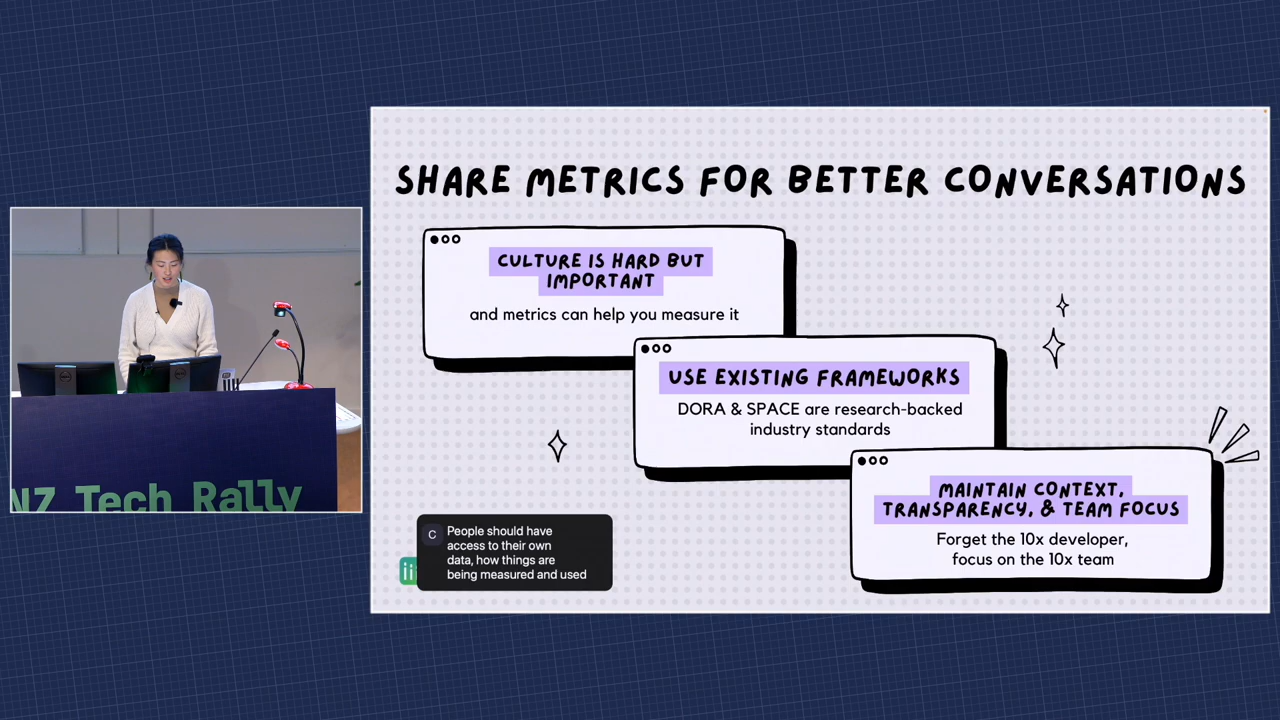 SHARE METRICS FOR BETTER CONVERSATIONS
CULTURE IS HARD BUT
IMPORTANT
and metrics can help you measure it
USE EXISTING FRAMEWORKS
DORA & SPACE are research-backed
industry standards
MAINTAIN CONTEXT,
TRANSPARENCY, & TEAM FOCUS
Forget the 10x developer,
focus on the 10x team
C
People should have
access to their own
data, how things are
being measured and used
NZ Tech Rally